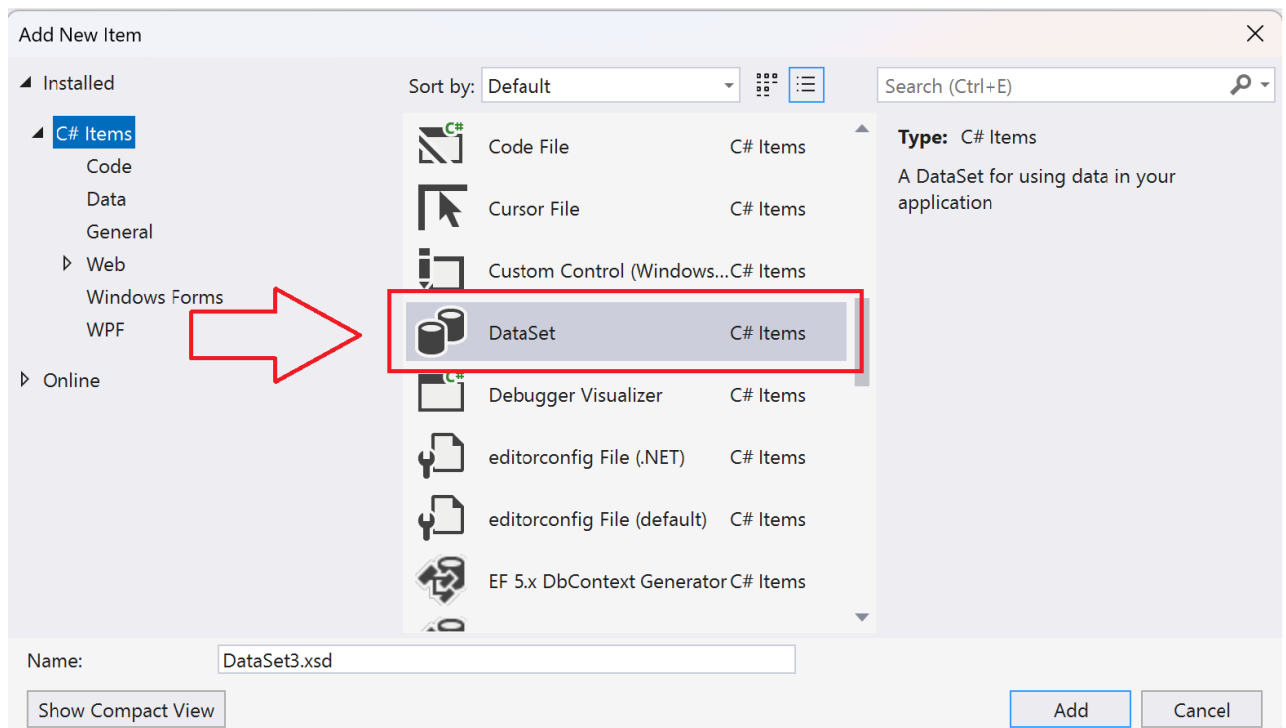 Add New Item
Installed
C# Items
Code
Data
General
Web
Windows Forms
WPF
Online
Sort by: Default
Search (Ctrl+E)
C#
Code File C# Items
Cursor File C# Items
Custom Control (Windows... C# Items
DataSet C# Items
C#
Debugger Visualizer C# Items
editorconfig File (.NET) C# Items
editorconfig File (default) C# Items
EF 5.x DbContext Generator C# Items
Type: C# Items
A DataSet for using data in your
application
Name: DataSet3.xsd
Show Compact View
Add
Cancel